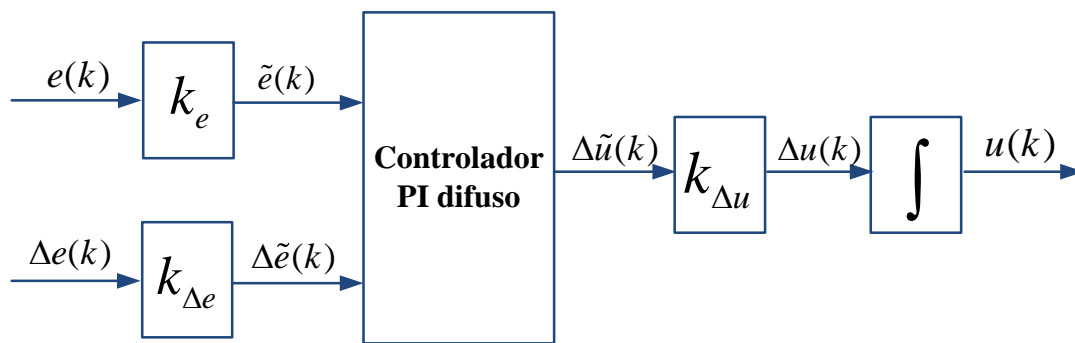 e(k)
k_e
ẽ(k)
Controlador
PI difuso
Δe(k)
k_Δe
Δẽ(k)
Δũ(k)
k_Δu
Δu(k)
∫
u(k)